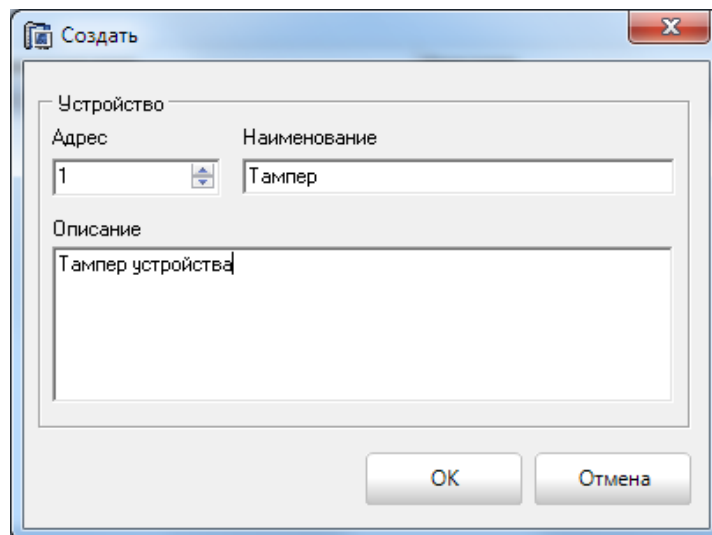 Создать
Устройство
Адрес Наименование
1 Тампер
Описание
Тампер устройства
OK Отмена